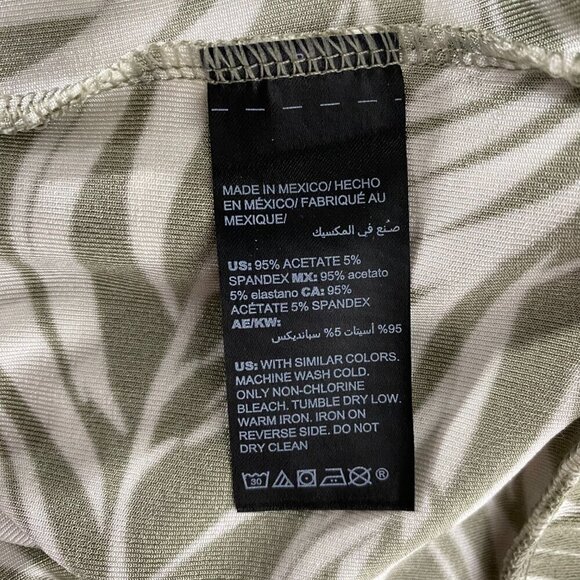 MADE IN MEXICO/ HECHO
EN MÉXICO/ FABRIQUÉ AU
MEXIQUE/
صنع في المكسيك
US: 95% ACETATE 5%
SPANDEX MX: 95% acetato
5% elastano CA: 95%
ACÉTATE 5% SPANDEX
AE/KW:
95% أسيتات 5% سبانديكس
US: WITH SIMILAR COLORS.
MACHINE WASH COLD.
ONLY NON-CHLORINE
BLEACH. TUMBLE DRY LOW.
WARM IRON. IRON ON
REVERSE SIDE. DO NOT
DRY CLEAN
30 ®